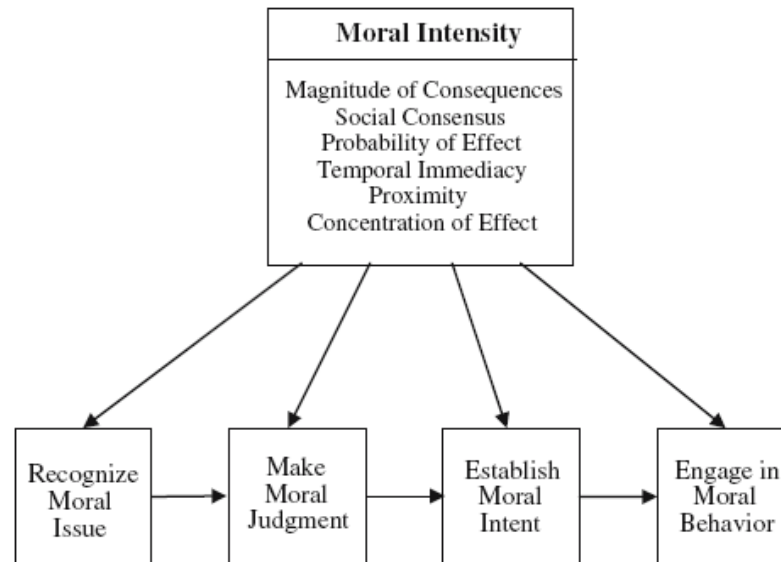 Moral Intensity
Magnitude of Consequences
Social Consensus
Probability of Effect
Temporal Immediacy
Proximity
Concentration of Effect
Recognize
Moral
Issue
Make
Moral
Judgment
Establish
Moral
Intent
Engage in
Moral
Behavior